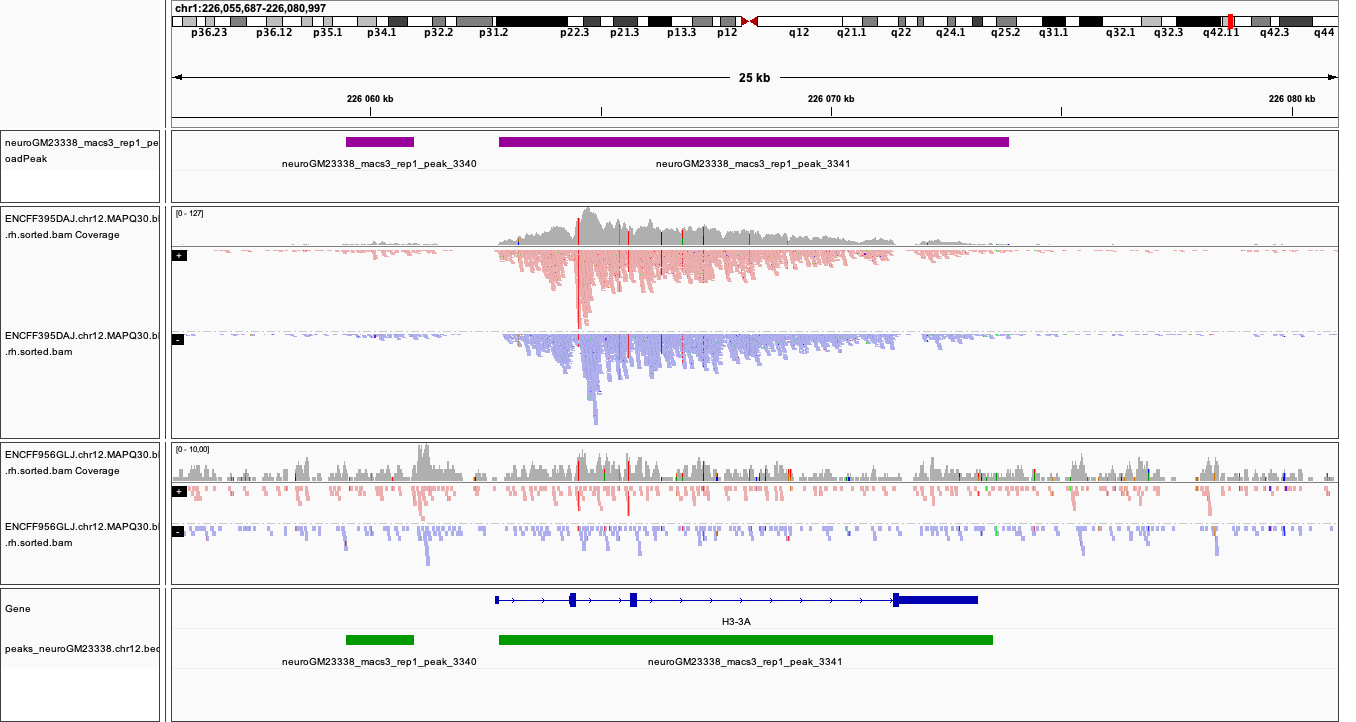 chr1:226,055,687-226,080,997
p36.23 p36.12 p35.1 p34.1 p32.2 p31.2 p22.3 p21.3 p13.3 p12 q12 q21.1 q22 q24.1 q25.2 q31.1 q32.1 q32.3 q42.11 q42.3 q44
25 kb
226 060 kb 226 070 kb 226 080 kb
neuroGM23338_macs3_rep1_pe
oadPeak
neuroGM23338_macs3_rep1_peak_3340 neuroGM23338_macs3_rep1_peak_3341
ENCFF395DAJ.chr12.MAPQ30.bl
.rh.sorted.bam Coverage
[0 - 127]
+
ENCFF395DAJ.chr12.MAPQ30.bl
.rh.sorted.bam
-
ENCFF956GLJ.chr12.MAPQ30.bl
.rh.sorted.bam Coverage
[0 - 10,00]
+
ENCFF956GLJ.chr12.MAPQ30.bl
.rh.sorted.bam
-
Gene
H3-3A
peaks_neuroGM23338.chr12.bec
neuroGM23338_macs3_rep1_peak_3340 neuroGM23338_macs3_rep1_peak_3341